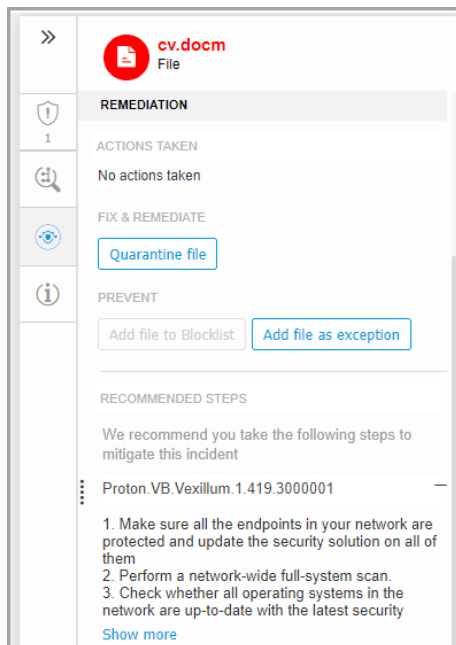 cv.docm
File
REMEDIATION
1
ACTIONS TAKEN
No actions taken
FIX & REMEDIATE
Quarantine file
PREVENT
Add file to Blocklist Add file as exception
RECOMMENDED STEPS
We recommend you take the following steps to
mitigate this incident
Proton.VB.Vexillum.1.419.3000001
1. Make sure all the endpoints in your network are
protected and update the security solution on all of
them
2. Perform a network-wide full-system scan.
3. Check whether all operating systems in the
network are up-to-date with the latest security
Show more